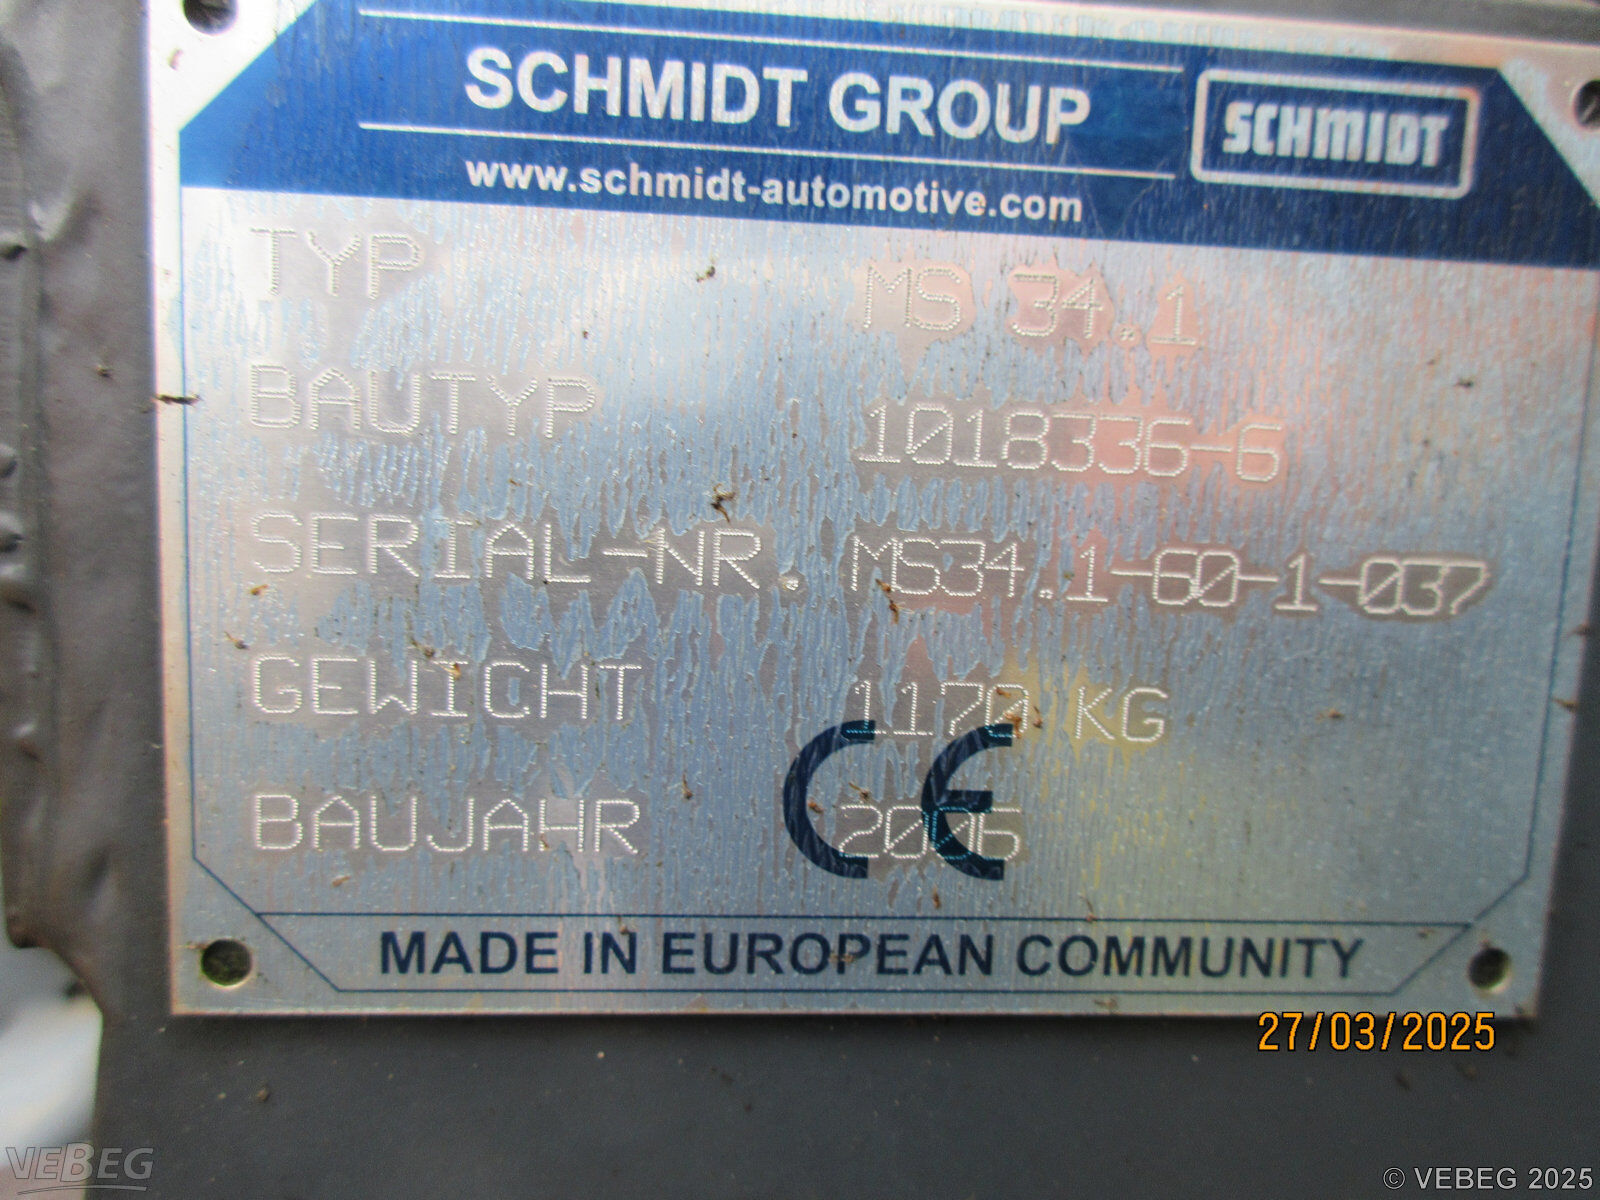 SCHMIDT GROUP
SCHMIDT
www.schmidt-automotive.com
TYP MS 34.1
BAUTYP 1018336-6
SERIAL-NR. MS34.1-60-1-037
GEWICHT 1170 KG
BAUJAHR 2006
CE
MADE IN EUROPEAN COMMUNITY
27/03/2025
VEBEG
© VEBEG 2025